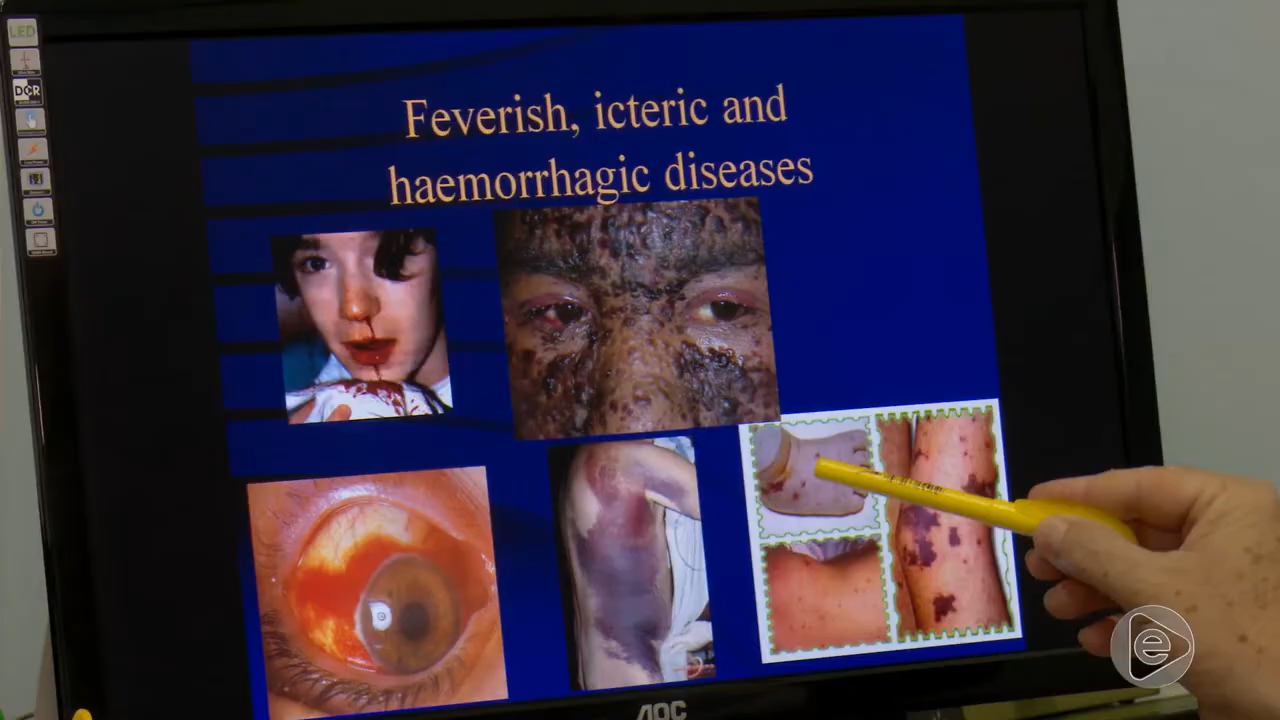 LED
DCR
Feverish, icteric and
haemorrhagic diseases
AOC
e